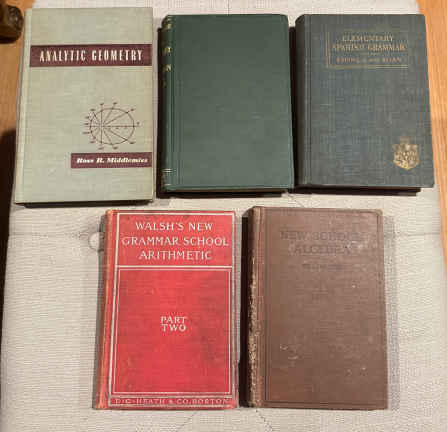 ANALYTIC GEOMETRY
Ross R. Middlemiss
ELEMENTARY
SPANISH GRAMMAR
WALSH'S NEW
GRAMMAR SCHOOL
ARITHMETIC
PART
TWO
D·C·HEATH & CO. BOSTON
NEW SCHOOL
ALGEBRA